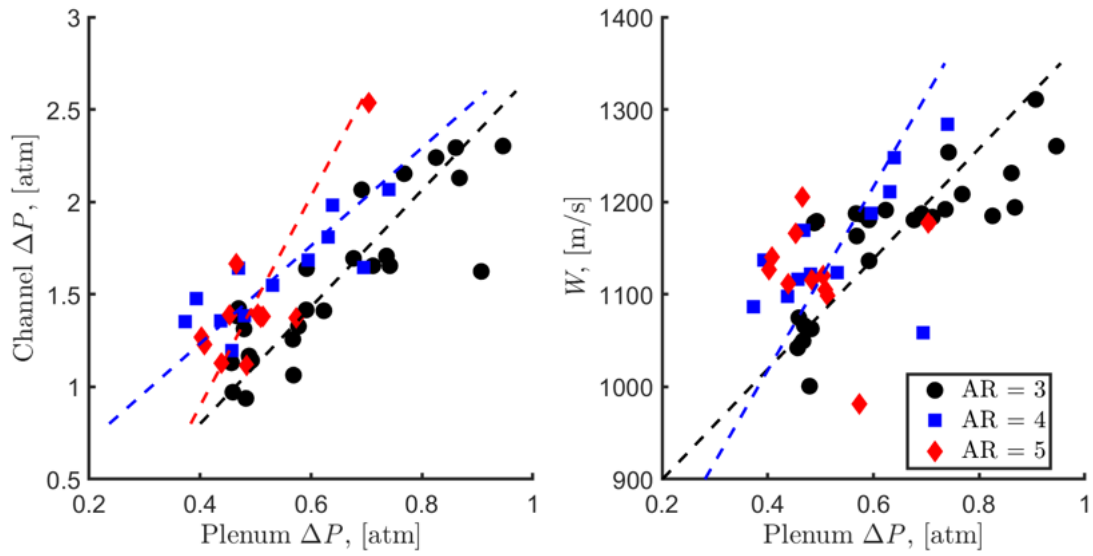 3
2.5
2
1.5
1
0.5
Channel ΔP, [atm]
0.2 0.4 0.6 0.8 1
Plenum ΔP, [atm]
1400
1300
1200
1100
1000
900
W, [m/s]
0.2 0.4 0.6 0.8 1
Plenum ΔP, [atm]
AR = 3
AR = 4
AR = 5